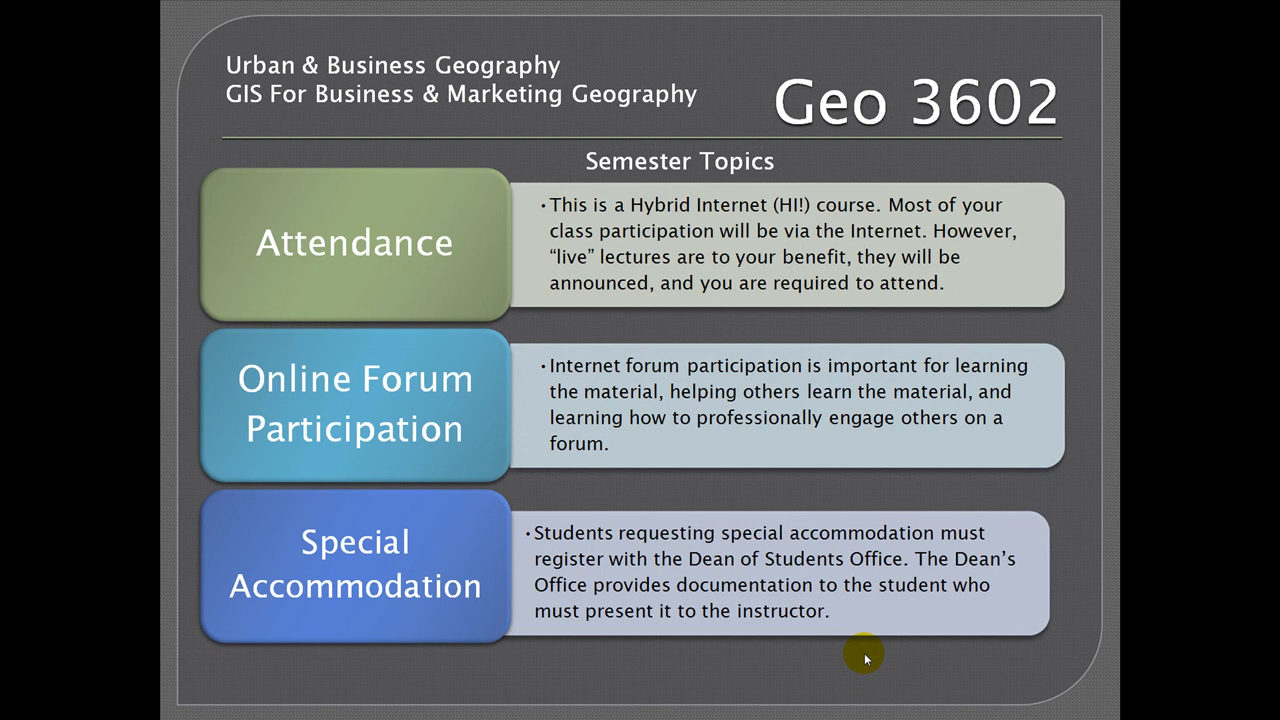 Urban & Business Geography
GIS For Business & Marketing Geography
Geo 3602
Semester Topics
Attendance
•This is a Hybrid Internet (HI!) course. Most of your
class participation will be via the Internet. However,
“live” lectures are to your benefit, they will be
announced, and you are required to attend.
Online Forum
Participation
•Internet forum participation is important for learning
the material, helping others learn the material, and
learning how to professionally engage others on a
forum.
Special
Accommodation
•Students requesting special accommodation must
register with the Dean of Students Office. The Dean’s
Office provides documentation to the student who
must present it to the instructor.